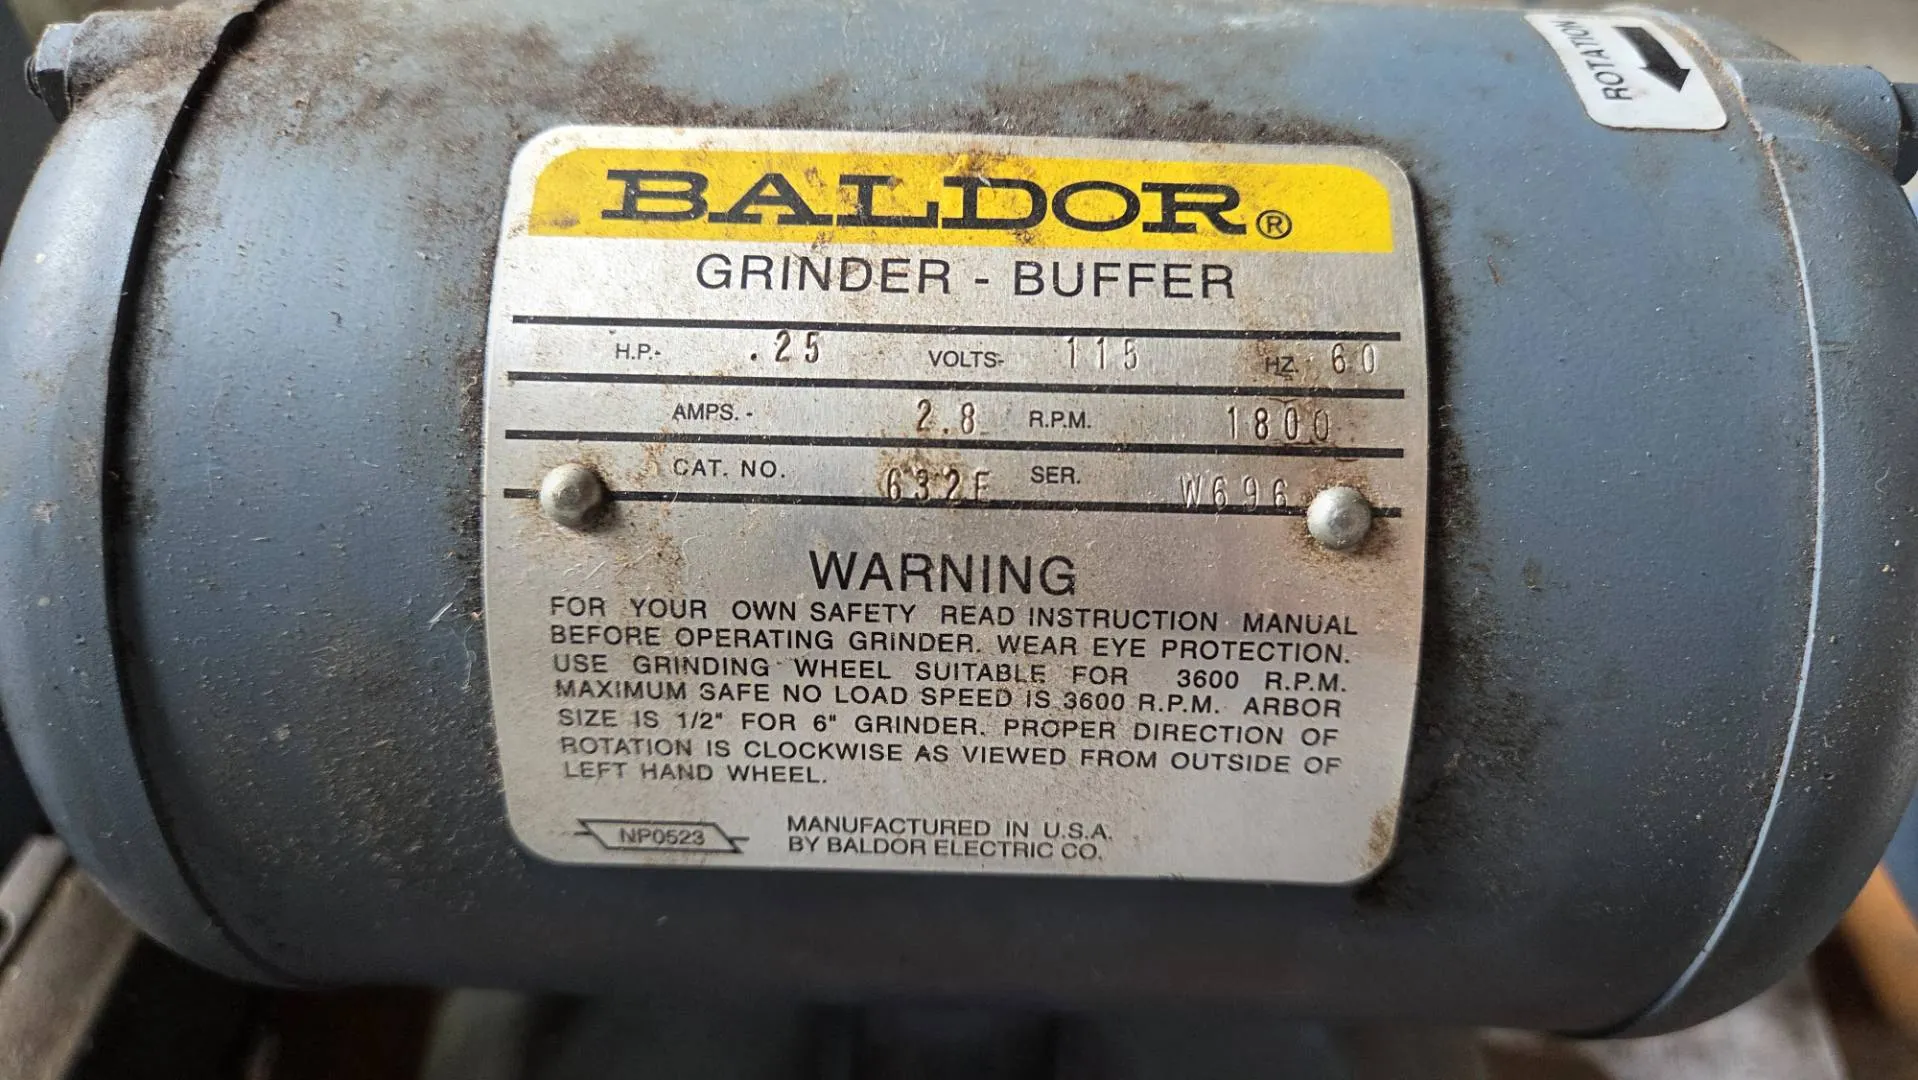 ROTATION
BALDOR®
GRINDER - BUFFER
H.P.- .25 VOLTS- 115 HZ. 60
AMPS. - 2.8 R.P.M. 1800
CAT. NO. 632E SER. W696
WARNING
FOR YOUR OWN SAFETY READ INSTRUCTION MANUAL
BEFORE OPERATING GRINDER. WEAR EYE PROTECTION.
USE GRINDING WHEEL SUITABLE FOR 3600 R.P.M.
MAXIMUM SAFE NO LOAD SPEED IS 3600 R.P.M. ARBOR
SIZE IS 1/2" FOR 6" GRINDER. PROPER DIRECTION OF
ROTATION IS CLOCKWISE AS VIEWED FROM OUTSIDE OF
LEFT HAND WHEEL.
NP0523
MANUFACTURED IN U.S.A.
BY BALDOR ELECTRIC CO.